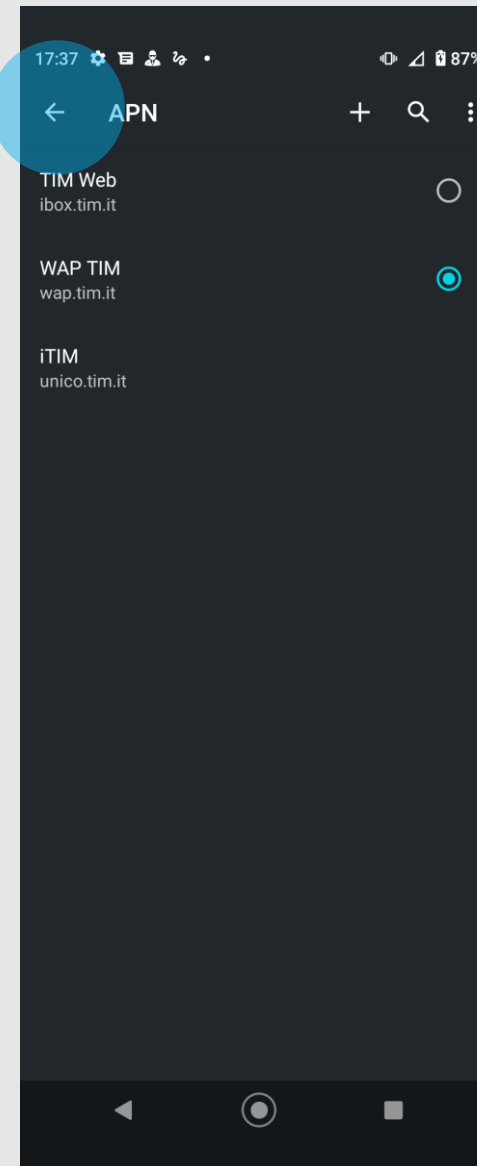 17:37 87%
APN
TIM Web
ibox.tim.it
WAP TIM
wap.tim.it
iTIM
unico.tim.it